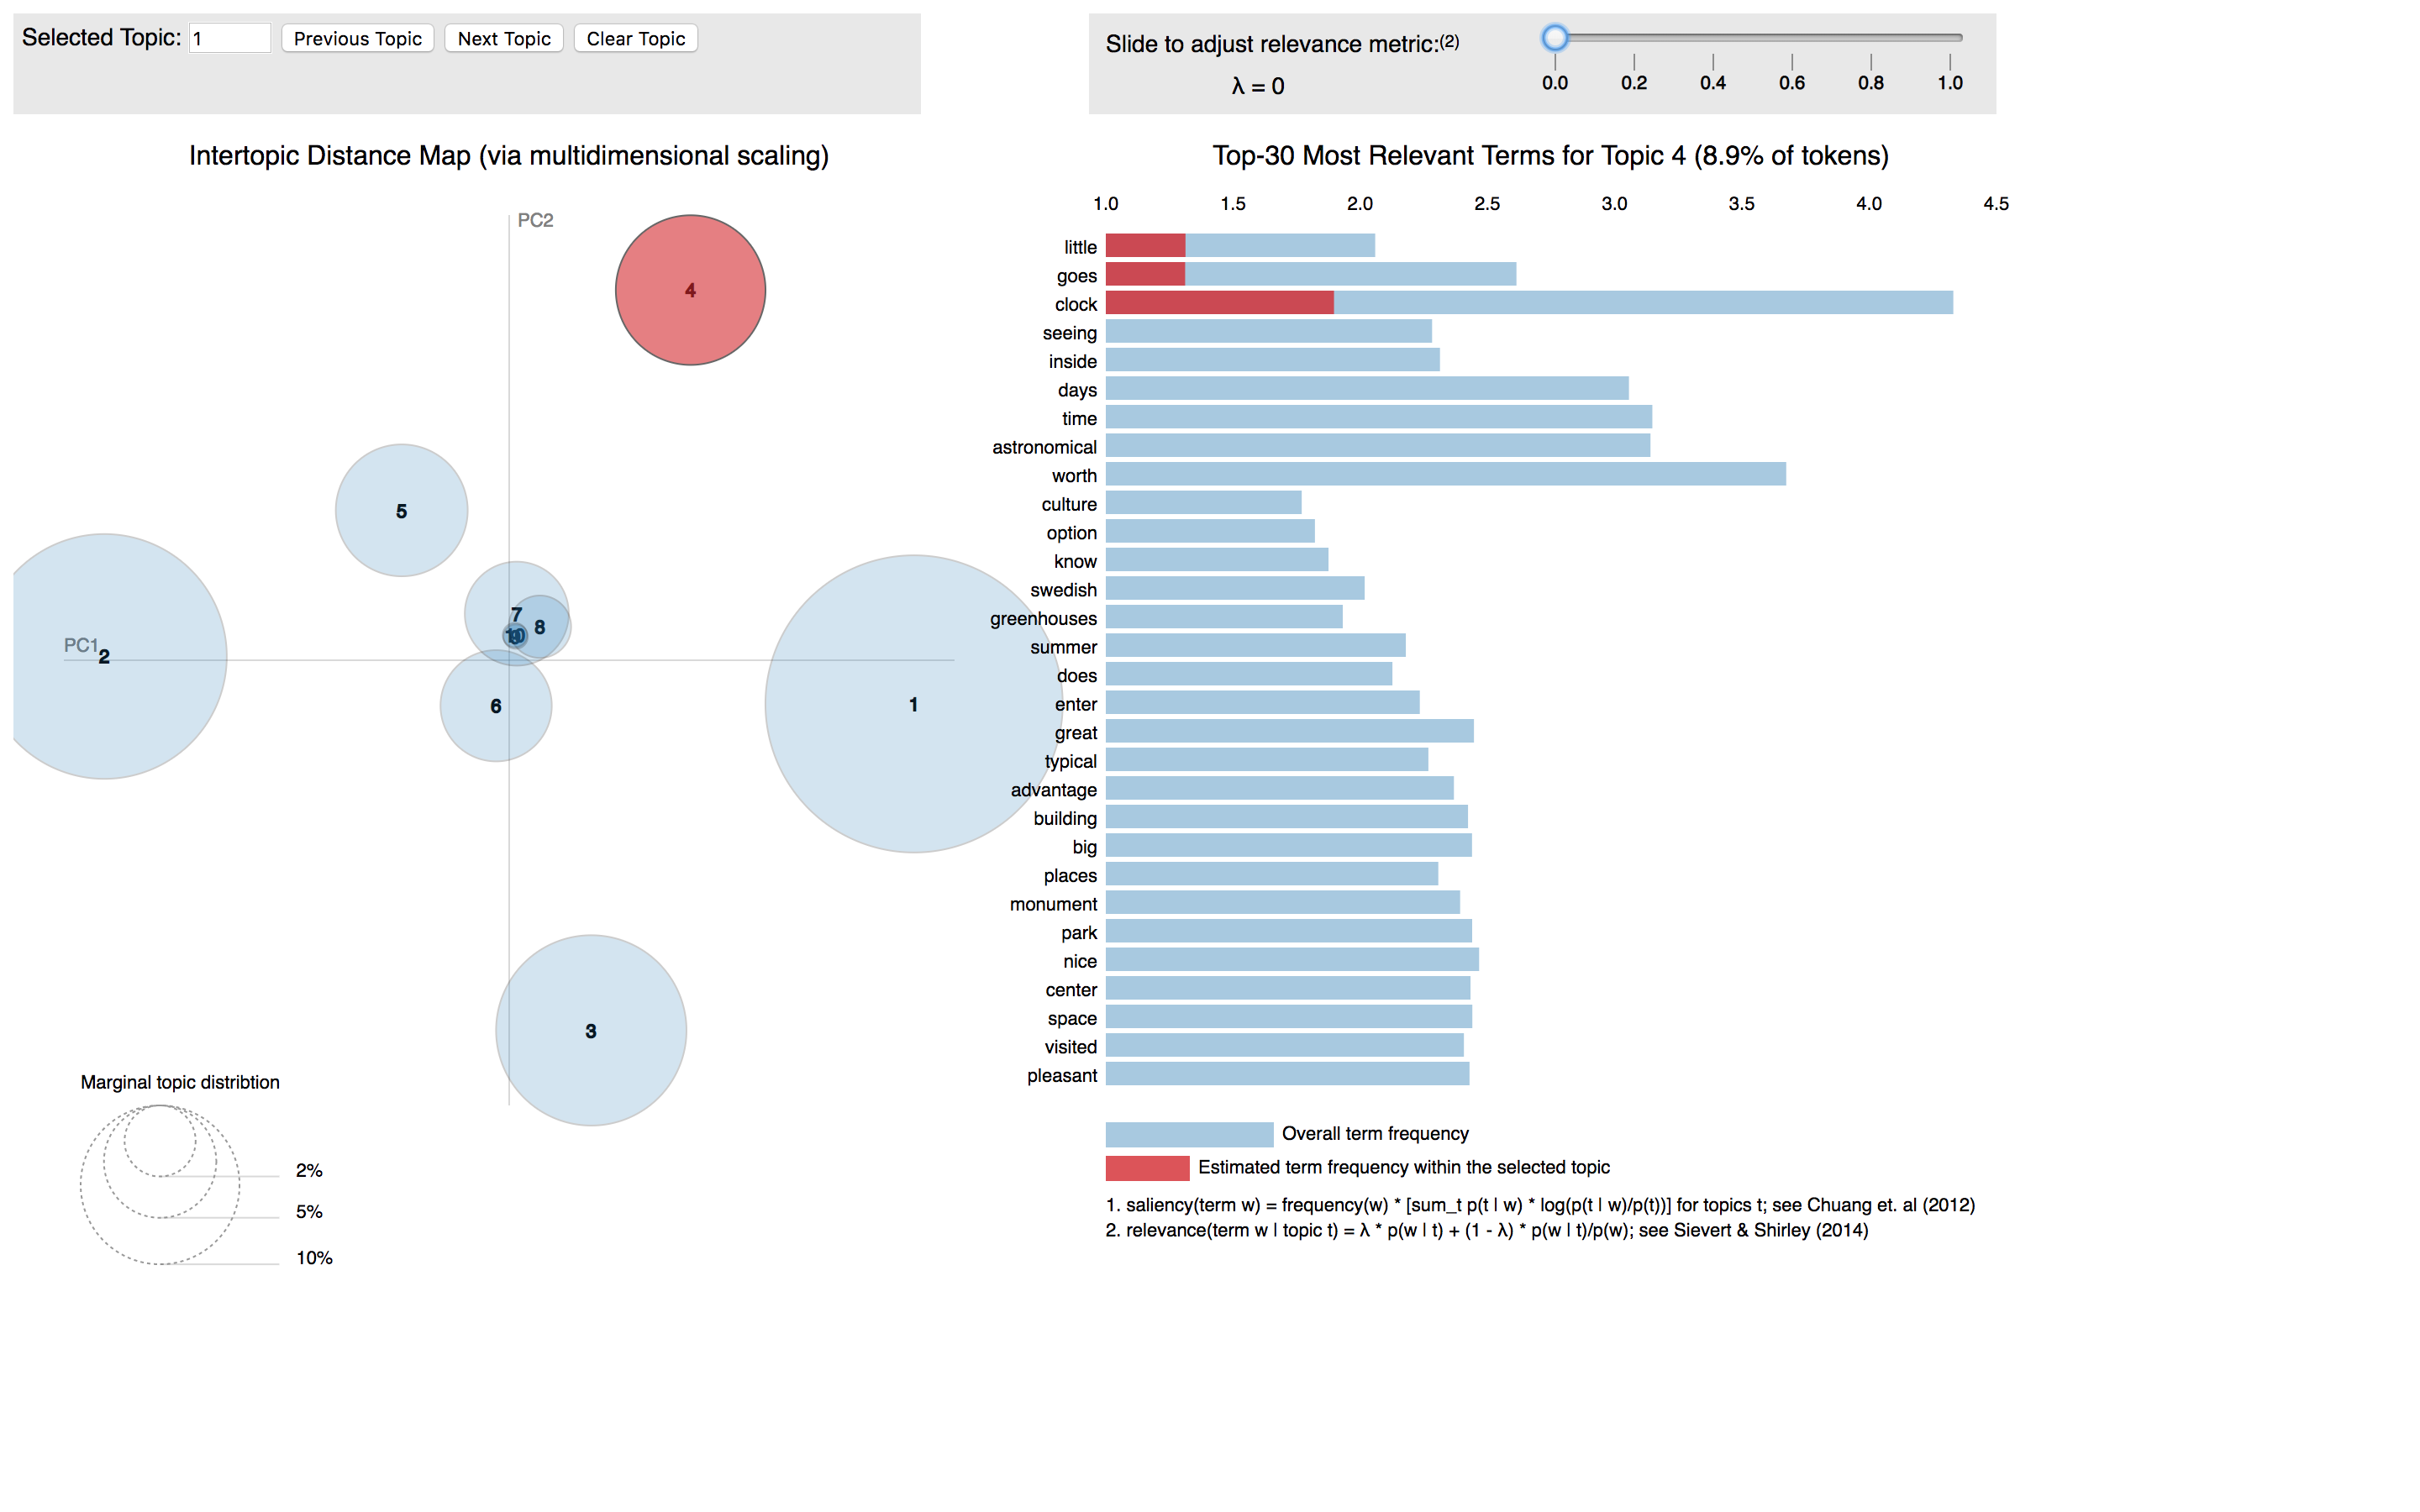 Selected Topic: 1 Previous Topic Next Topic Clear Topic
Slide to adjust relevance metric:(2)
λ = 0
0.0 0.2 0.4 0.6 0.8 1.0
Intertopic Distance Map (via multidimensional scaling)
PC2
4
5
7
8
10
9
PC1
2
6
1
3
Marginal topic distribtion
2%
5%
10%
Top-30 Most Relevant Terms for Topic 4 (8.9% of tokens)
1.0 1.5 2.0 2.5 3.0 3.5 4.0 4.5
little
goes
clock
seeing
inside
days
time
astronomical
worth
culture
option
know
swedish
greenhouses
summer
does
enter
great
typical
advantage
building
big
places
monument
park
nice
center
space
visited
pleasant
Overall term frequency
Estimated term frequency within the selected topic
1. saliency(term w) = frequency(w) * [sum_t p(t | w) * log(p(t | w)/p(t))] for topics t; see Chuang et. al (2012)
2. relevance(term w | topic t) = λ * p(w | t) + (1 - λ) * p(w | t)/p(w); see Sievert & Shirley (2014)